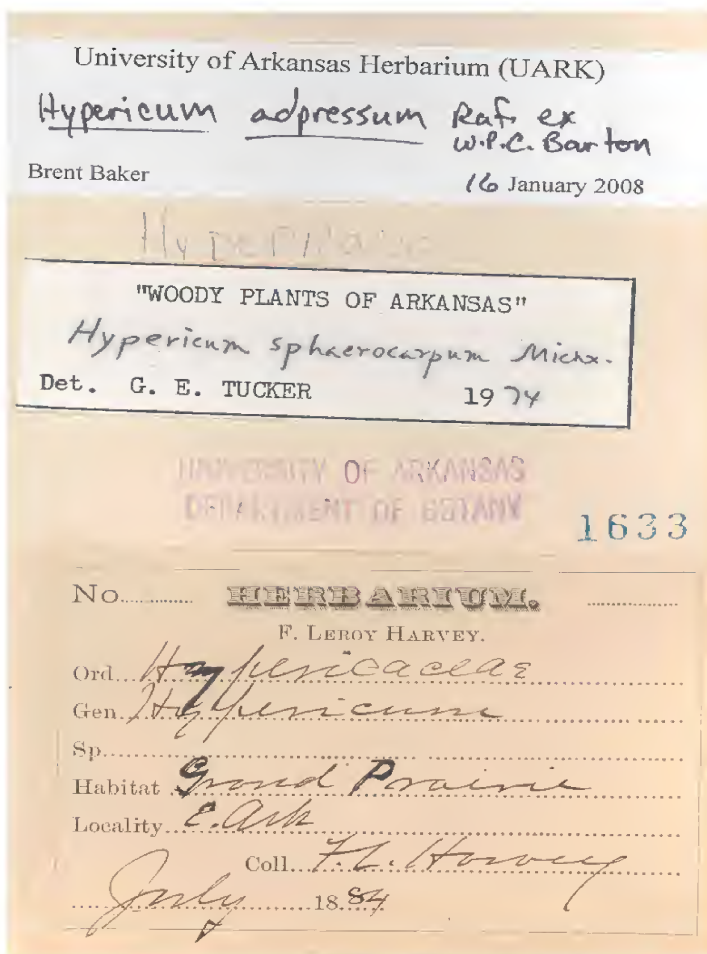 University of Arkansas Herbarium (UARK)
Hypericum adpressum Raf. ex
W.P.C. Barton
Brent Baker 16 January 2008
"WOODY PLANTS OF ARKANSAS"
Hypericum sphaerocarpum Michx.
Det. G. E. TUCKER 1974
UNIVERSITY OF ARKANSAS
DEPARTMENT OF BOTANY
1633
No. HERBARIUM.
F. LEROY HARVEY.
Ord. Hypericaceae
Gen. Hypericum
Sp.
Habitat Grand Prairie
Locality E. Ark
Coll. F. L. Harvey
July 1884